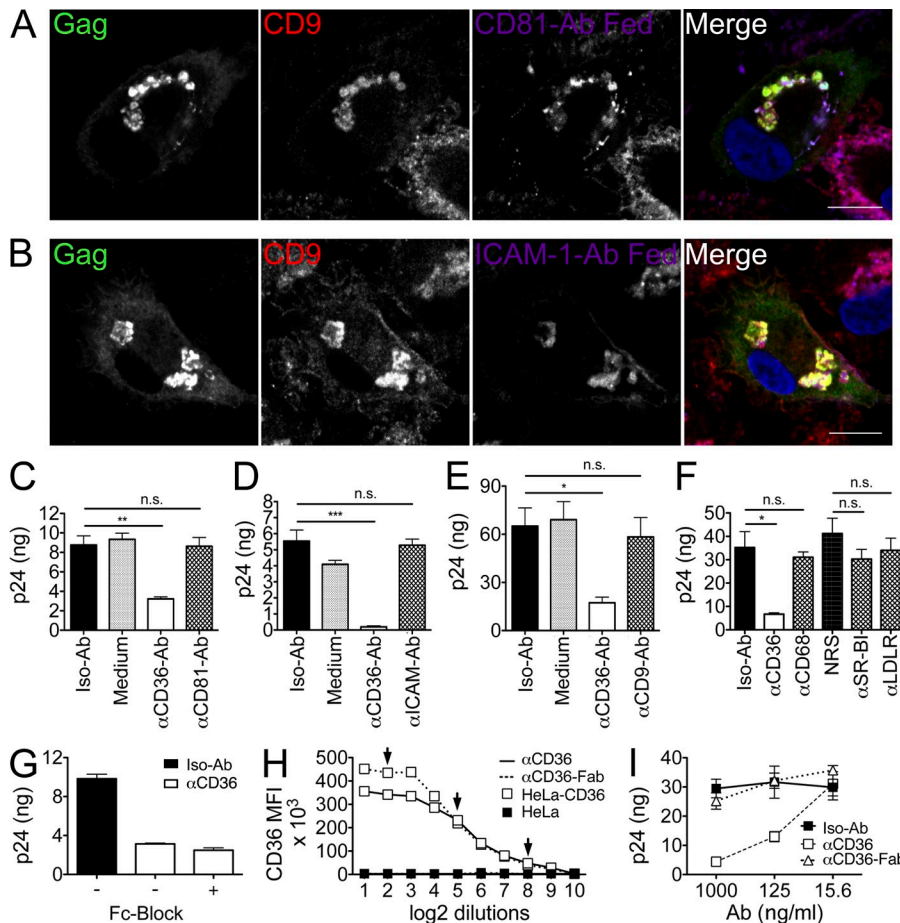 A
Gag
CD9
CD81-Ab Fed
Merge
B
Gag
CD9
ICAM-1-Ab Fed
Merge
C
n.s.
**
p24 (ng)
12
10
8
6
4
2
0
Iso-Ab
Medium
αCD36-Ab
αCD81-Ab
D
n.s.
***
p24 (ng)
8
7
6
5
4
3
2
1
0
Iso-Ab
Medium
αCD36-Ab
αICAM-Ab
E
n.s.
*
p24 (ng)
90
60
30
0
Iso-Ab
Medium
αCD36-Ab
αCD9-Ab
F
n.s.
n.s.
n.s.
*
p24 (ng)
50
40
30
20
10
0
Iso-Ab
αCD36
αCD68
NRS
αSR-BI
αLDLR
G
Iso-Ab
αCD36
p24 (ng)
12
8
4
0
- - +
Fc-Block
H
αCD36
αCD36-Fab
HeLa-CD36
HeLa
CD36 MFI
x 10³
500
400
300
200
100
0
1 2 3 4 5 6 7 8 9 10
log2 dilutions
I
p24 (ng)
40
30
20
10
0
Iso-Ab
αCD36
αCD36-Fab
1000 125 15.6
Ab (ng/ml)